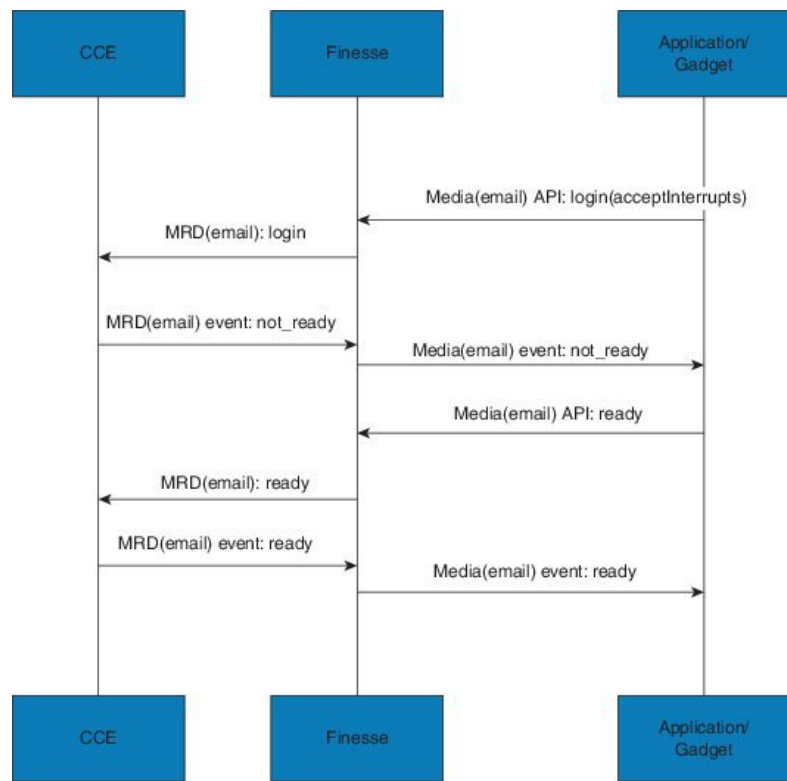 CCE
Finesse
Application/
Gadget
Media(email) API: login(acceptInterrupts)
MRD(email): login
MRD(email) event: not_ready
Media(email) event: not_ready
Media(email) API: ready
MRD(email): ready
MRD(email) event: ready
Media(email) event: ready
CCE
Finesse
Application/
Gadget